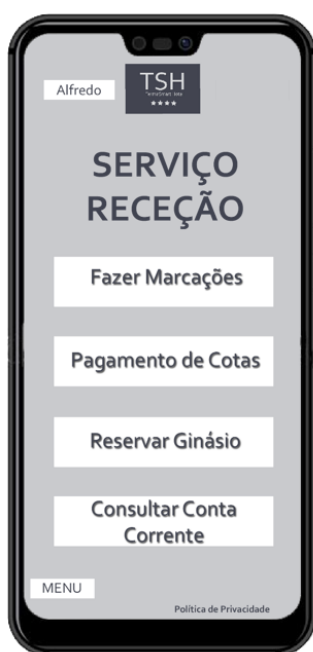 Alfredo
TSH
★★★★
SERVIÇO
RECEÇÃO
Fazer Marcações
Pagamento de Cotas
Reservar Ginásio
Consultar Conta
Corrente
MENU
Política de Privacidade